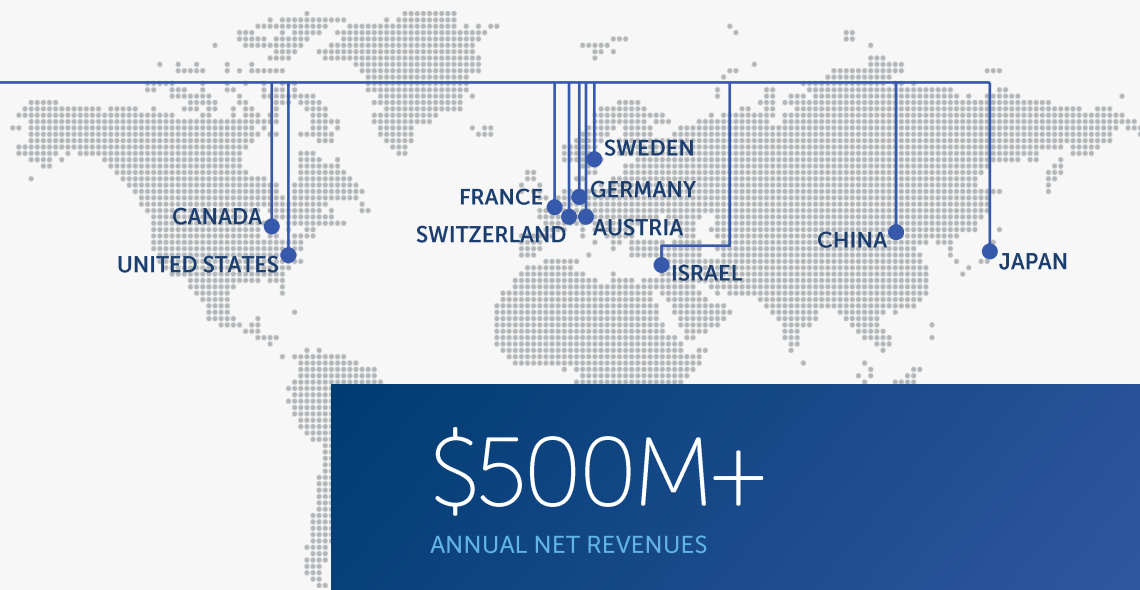 SWEDEN
FRANCE
GERMANY
CANADA
SWITZERLAND
AUSTRIA
CHINA
UNITED STATES
ISRAEL
JAPAN
$500M+
ANNUAL NET REVENUES